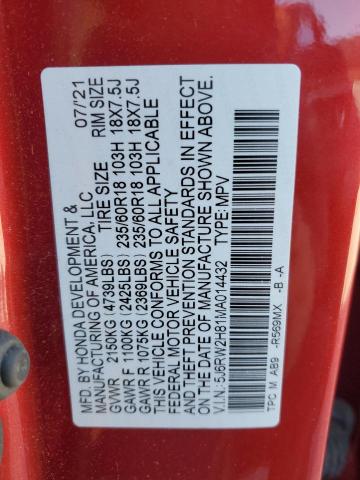 MFD. BY HONDA DEVELOPMENT & 07/'21
MANUFACTURING OF AMERICA, LLC
TIRE SIZE RIM SIZE
GVWR 2150KG (4739LBS)
GAWR F 1100KG (2425LBS) 235/60R18 103H 18X7.5J
GAWR R 1075KG (2369LBS) 235/60R18 103H 18X7.5J
THIS VEHICLE CONFORMS TO ALL APPLICABLE
FEDERAL MOTOR VEHICLE SAFETY
AND THEFT PREVENTION STANDARDS IN EFFECT
ON THE DATE OF MANUFACTURE SHOWN ABOVE.
V.I.N.: 5J6RW2H81MA014432 TYPE: MPV
TPC M AB9 -R569MX -B -A